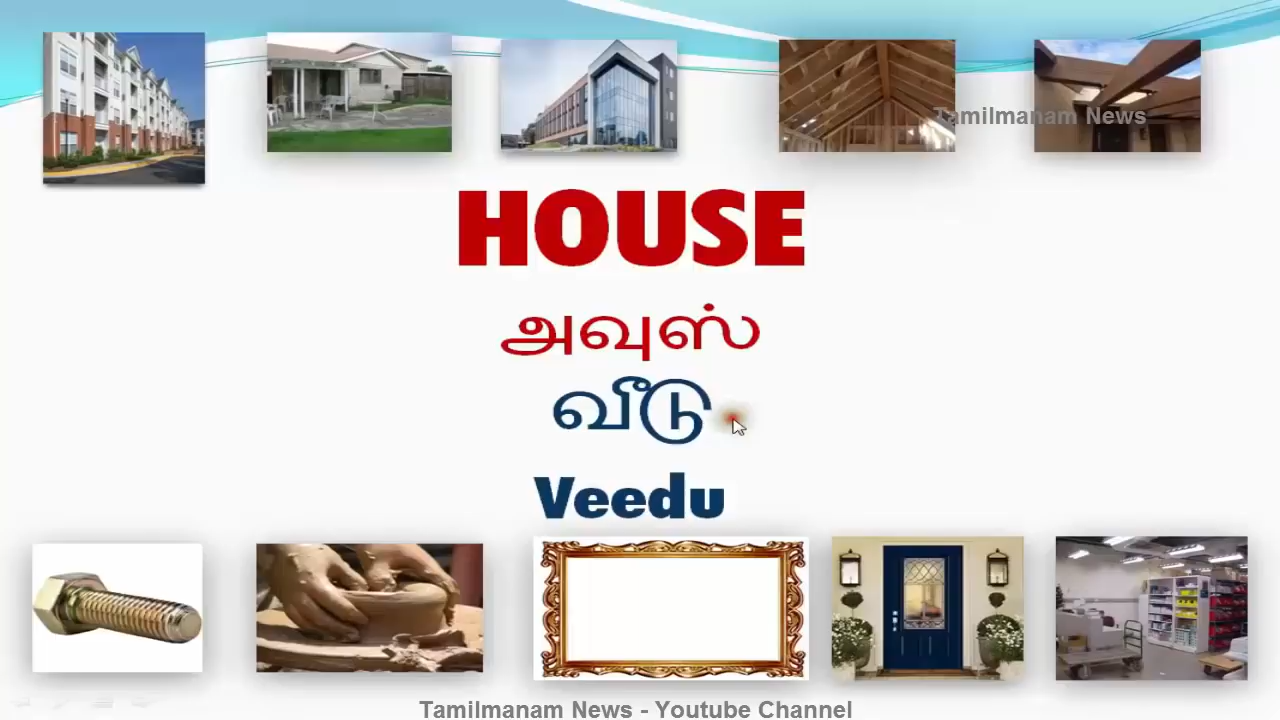 Tamilmanam News
HOUSE
அவுஸ்
வீடு
Veedu
Tamilmanam News - Youtube Channel